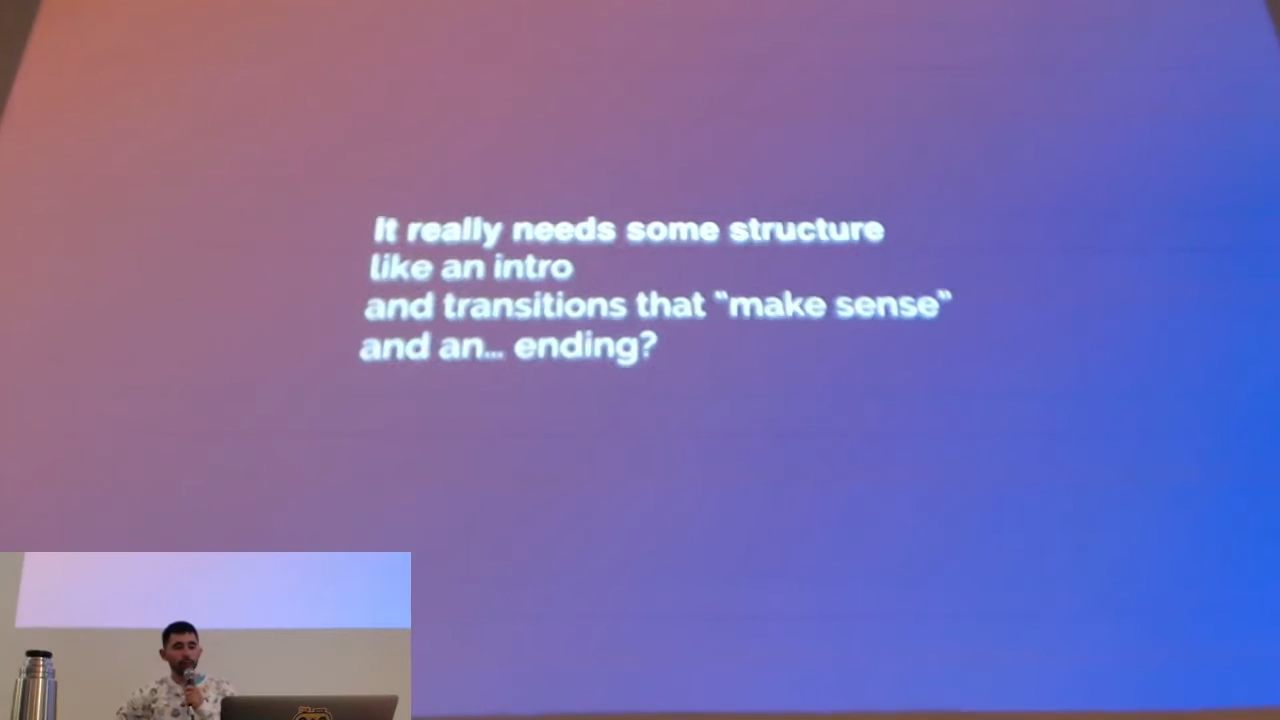 It really needs some structure
like an intro
and transitions that "make sense"
and an... ending?